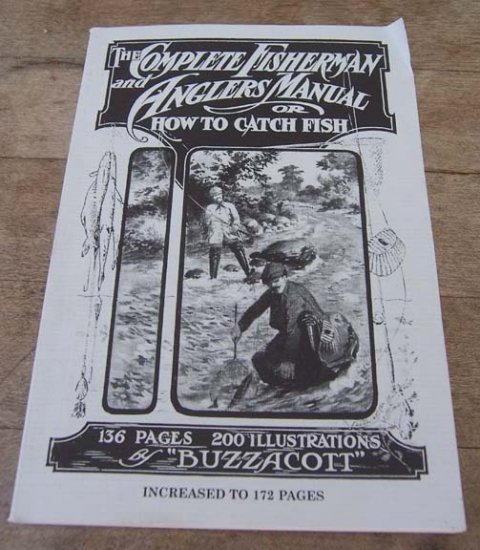 THE COMPLETE FISHERMAN
and ANGLERS MANUAL
OR
HOW TO CATCH FISH
136 PAGES 200 ILLUSTRATIONS
by "BUZZACOTT"
INCREASED TO 172 PAGES